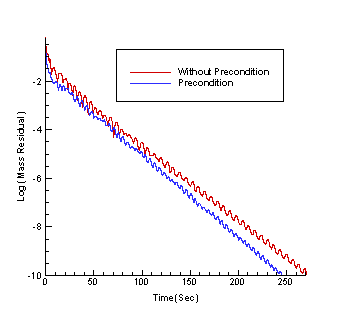 Without Precondition
Precondition
-2
-4
-6
-8
-10
0
50
100
150
200
250
Log(Mass Residual)
Time(Sec)